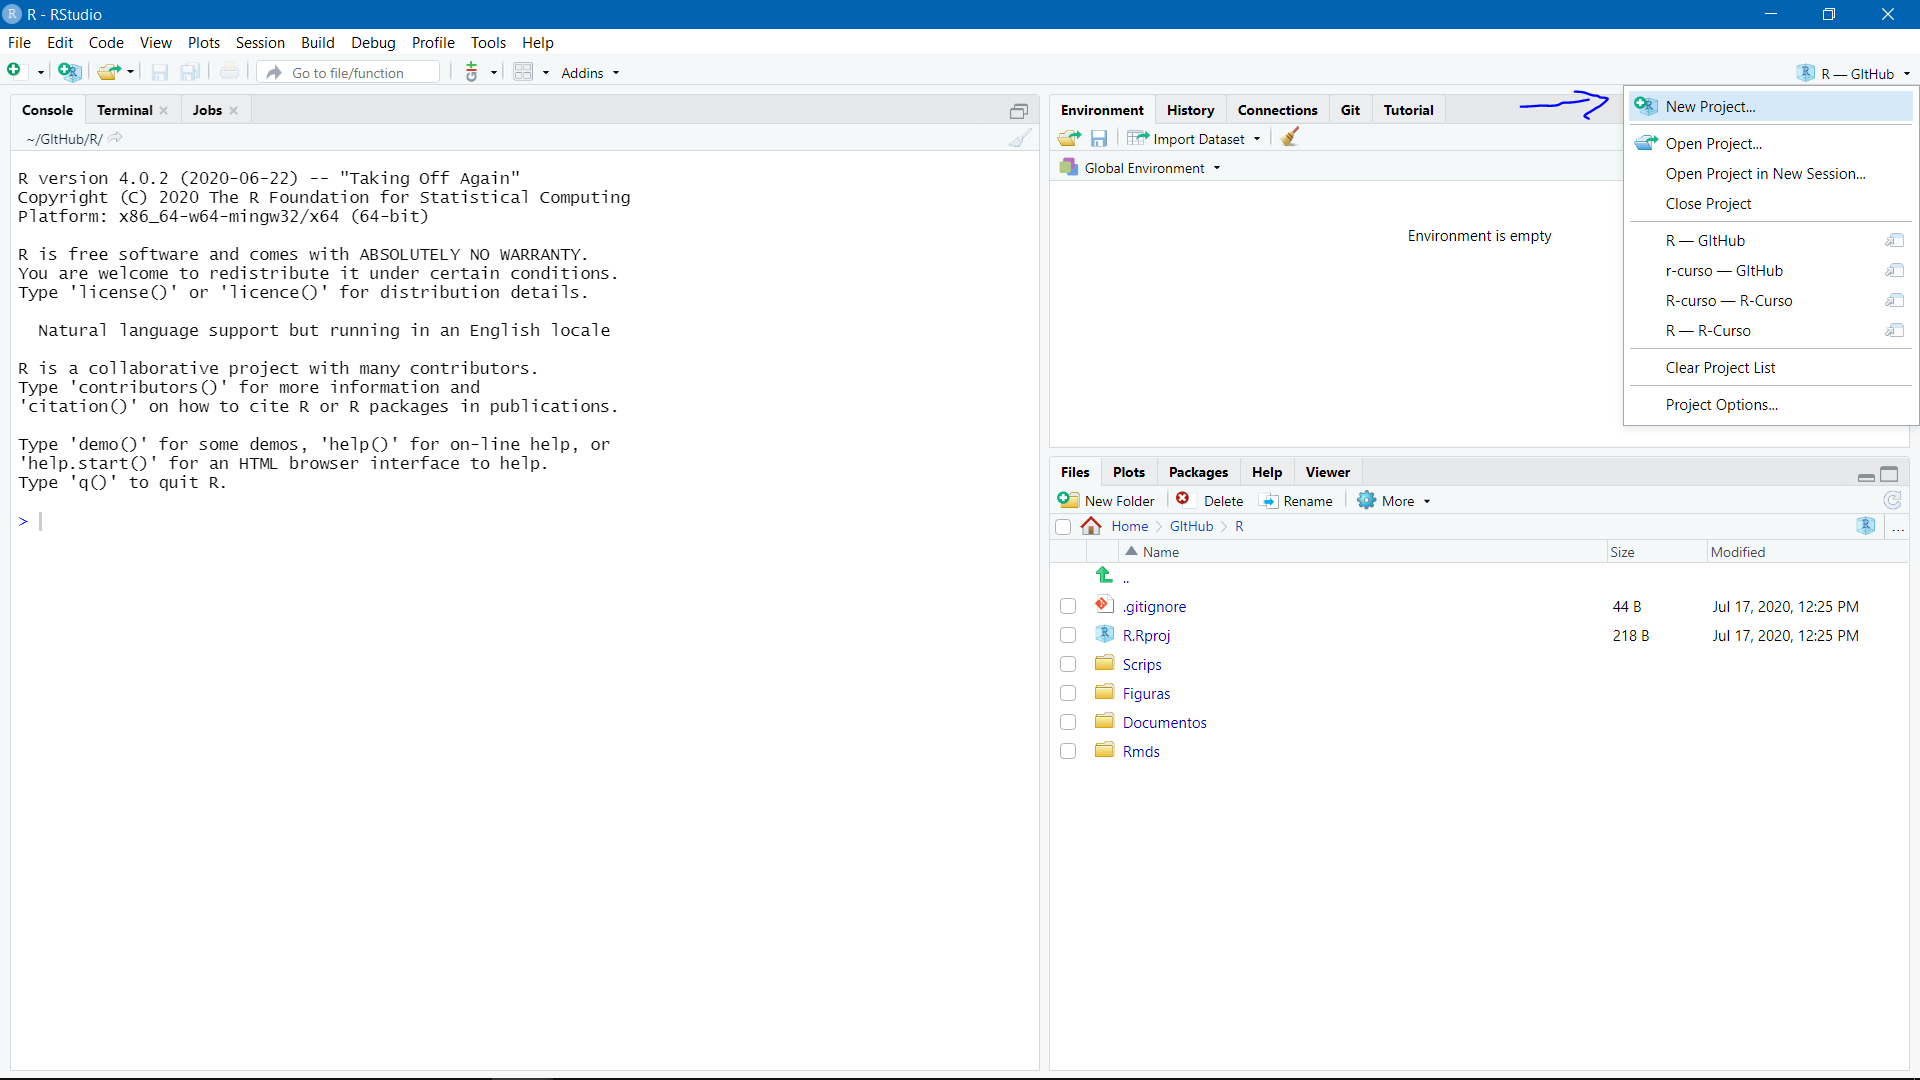 R - RStudio
File Edit Code View Plots Session Build Debug Profile Tools Help
Go to file/function Addins R — GItHub
Console Terminal Jobs
~/GItHub/R/
R version 4.0.2 (2020-06-22) -- "Taking Off Again"
Copyright (C) 2020 The R Foundation for Statistical Computing
Platform: x86_64-w64-mingw32/x64 (64-bit)
R is free software and comes with ABSOLUTELY NO WARRANTY.
You are welcome to redistribute it under certain conditions.
Type 'license()' or 'licence()' for distribution details.
Natural language support but running in an English locale
R is a collaborative project with many contributors.
Type 'contributors()' for more information and
'citation()' on how to cite R or R packages in publications.
Type 'demo()' for some demos, 'help()' for on-line help, or
'help.start()' for an HTML browser interface to help.
Type 'q()' to quit R.
>
Environment History Connections Git Tutorial
Import Dataset
Global Environment
Environment is empty
New Project...
Open Project...
Open Project in New Session...
Close Project
R — GItHub
r-curso — GItHub
R-curso — R-Curso
R — R-Curso
Clear Project List
Project Options...
Files Plots Packages Help Viewer
New Folder Delete Rename More
Home GItHub R ...
Name Size Modified
..
.gitignore 44 B Jul 17, 2020, 12:25 PM
R.Rproj 218 B Jul 17, 2020, 12:25 PM
Scrips
Figuras
Documentos
Rmds